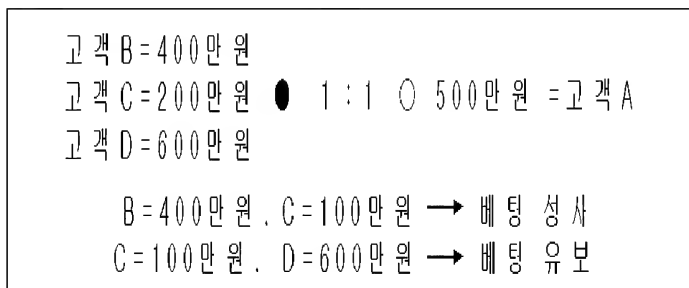 고객B=400만원
고객C=200만원 ● 1:1 ○ 500만원 =고객A
고객D=600만원
B=400만원. C=100만원 → 베팅 성사
C=100만원. D=600만원 → 베팅 유보